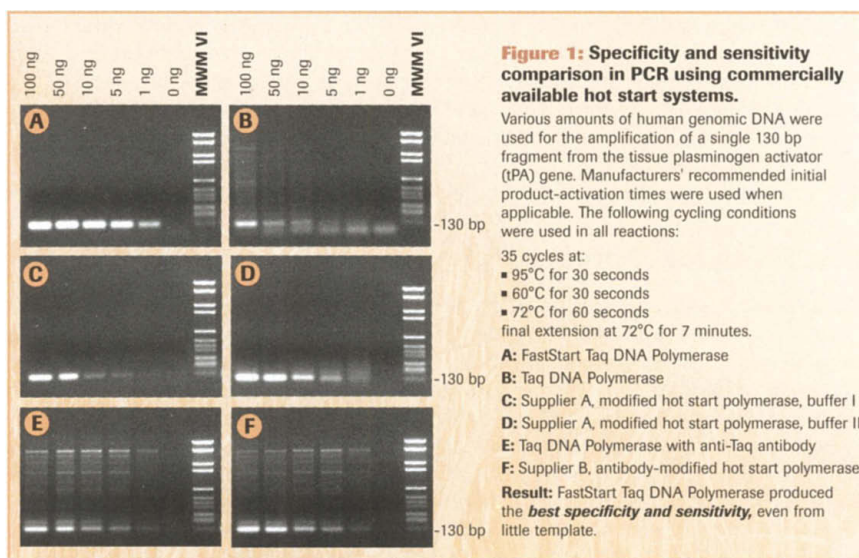 100 ng 50 ng 10 ng 5 ng 1 ng 0 ng MWM VI
100 ng 50 ng 10 ng 5 ng 1 ng 0 ng MWM VI
A
B
-130 bp
C
D
-130 bp
E
F
-130 bp
Figure 1: Specificity and sensitivity
comparison in PCR using commercially
available hot start systems.
Various amounts of human genomic DNA were
used for the amplification of a single 130 bp
fragment from the tissue plasminogen activator
(tPA) gene. Manufacturers' recommended initial
product-activation times were used when
applicable. The following cycling conditions
were used in all reactions:
35 cycles at:
▪ 95°C for 30 seconds
▪ 60°C for 30 seconds
▪ 72°C for 60 seconds
final extension at 72°C for 7 minutes.
A: FastStart Taq DNA Polymerase
B: Taq DNA Polymerase
C: Supplier A, modified hot start polymerase, buffer I
D: Supplier A, modified hot start polymerase, buffer II
E: Taq DNA Polymerase with anti-Taq antibody
F: Supplier B, antibody-modified hot start polymerase
Result: FastStart Taq DNA Polymerase produced
the best specificity and sensitivity, even from
little template.